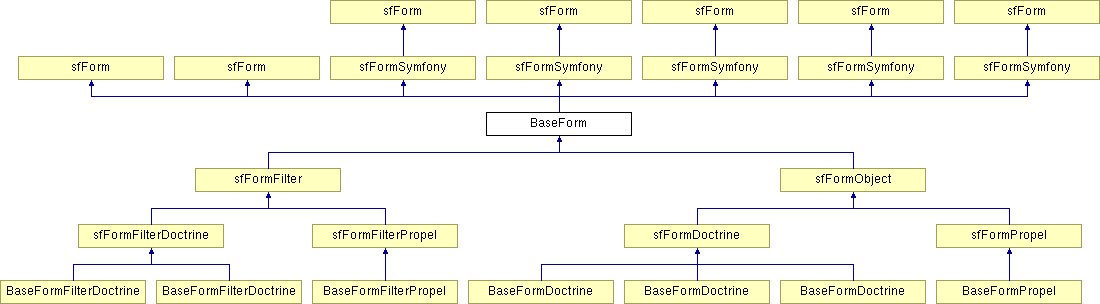 sfForm sfForm sfForm sfForm sfForm
sfForm sfForm sfFormSymfony sfFormSymfony sfFormSymfony sfFormSymfony sfFormSymfony
BaseForm
sfFormFilter sfFormObject
sfFormFilterDoctrine sfFormFilterPropel sfFormDoctrine sfFormPropel
BaseFormFilterDoctrine BaseFormFilterDoctrine BaseFormFilterPropel BaseFormDoctrine BaseFormDoctrine BaseFormDoctrine BaseFormPropel